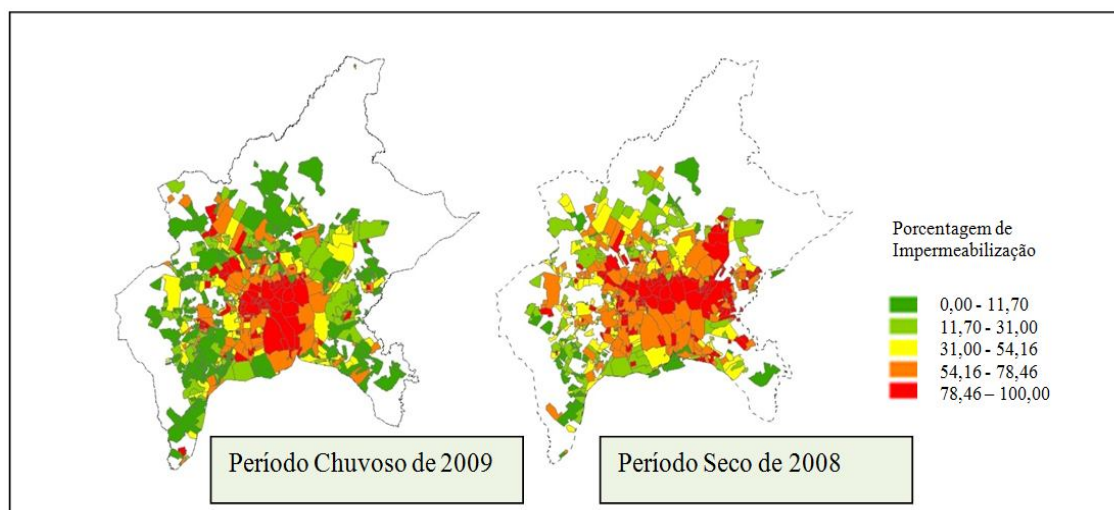 Porcentagem de
Impermeabilização
0,00 - 11,70
11,70 - 31,00
31,00 - 54,16
54,16 - 78,46
78,46 – 100,00
Período Chuvoso de 2009
Período Seco de 2008